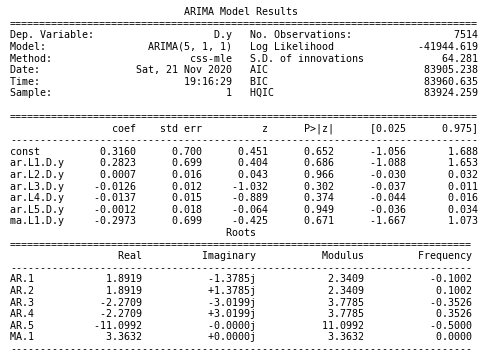 ARIMA Model Results
==============================================================================
Dep. Variable: D.y No. Observations: 7514
Model: ARIMA(5, 1, 1) Log Likelihood -41944.619
Method: css-mle S.D. of innovations 64.281
Date: Sat, 21 Nov 2020 AIC 83905.238
Time: 19:16:29 BIC 83960.635
Sample: 1 HQIC 83924.259
==============================================================================
coef std err z P>|z| [0.025 0.975]
------------------------------------------------------------------------------
const 0.3160 0.700 0.451 0.652 -1.056 1.688
ar.L1.D.y 0.2823 0.699 0.404 0.686 -1.088 1.653
ar.L2.D.y 0.0007 0.016 0.043 0.966 -0.030 0.032
ar.L3.D.y -0.0126 0.012 -1.032 0.302 -0.037 0.011
ar.L4.D.y -0.0137 0.015 -0.889 0.374 -0.044 0.016
ar.L5.D.y -0.0012 0.018 -0.064 0.949 -0.036 0.034
ma.L1.D.y -0.2973 0.699 -0.425 0.671 -1.667 1.073
Roots
=============================================================================
Real Imaginary Modulus Frequency
-----------------------------------------------------------------------------
AR.1 1.8919 -1.3785j 2.3409 -0.1002
AR.2 1.8919 +1.3785j 2.3409 0.1002
AR.3 -2.2709 -3.0199j 3.7785 -0.3526
AR.4 -2.2709 +3.0199j 3.7785 0.3526
AR.5 -11.0992 -0.0000j 11.0992 -0.5000
MA.1 3.3632 +0.0000j 3.3632 0.0000
-----------------------------------------------------------------------------